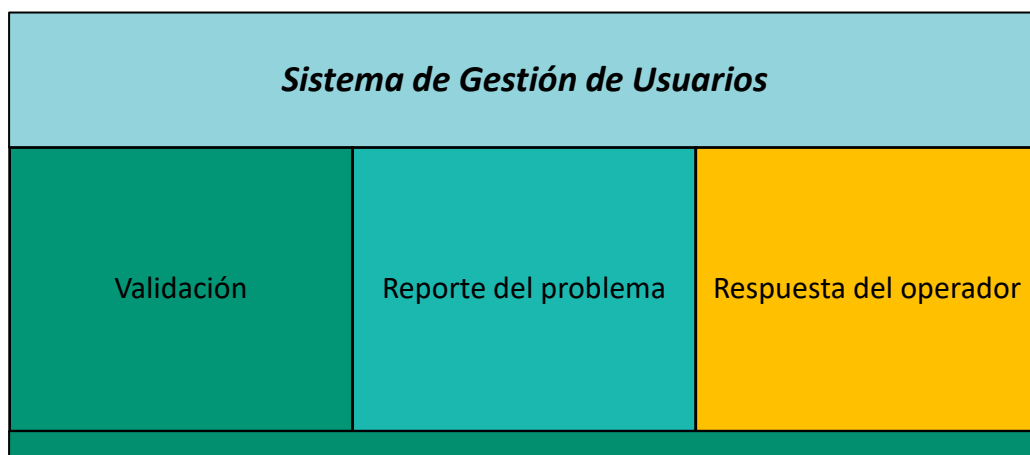 Sistema de Gestión de Usuarios
Validación
Reporte del problema
Respuesta del operador